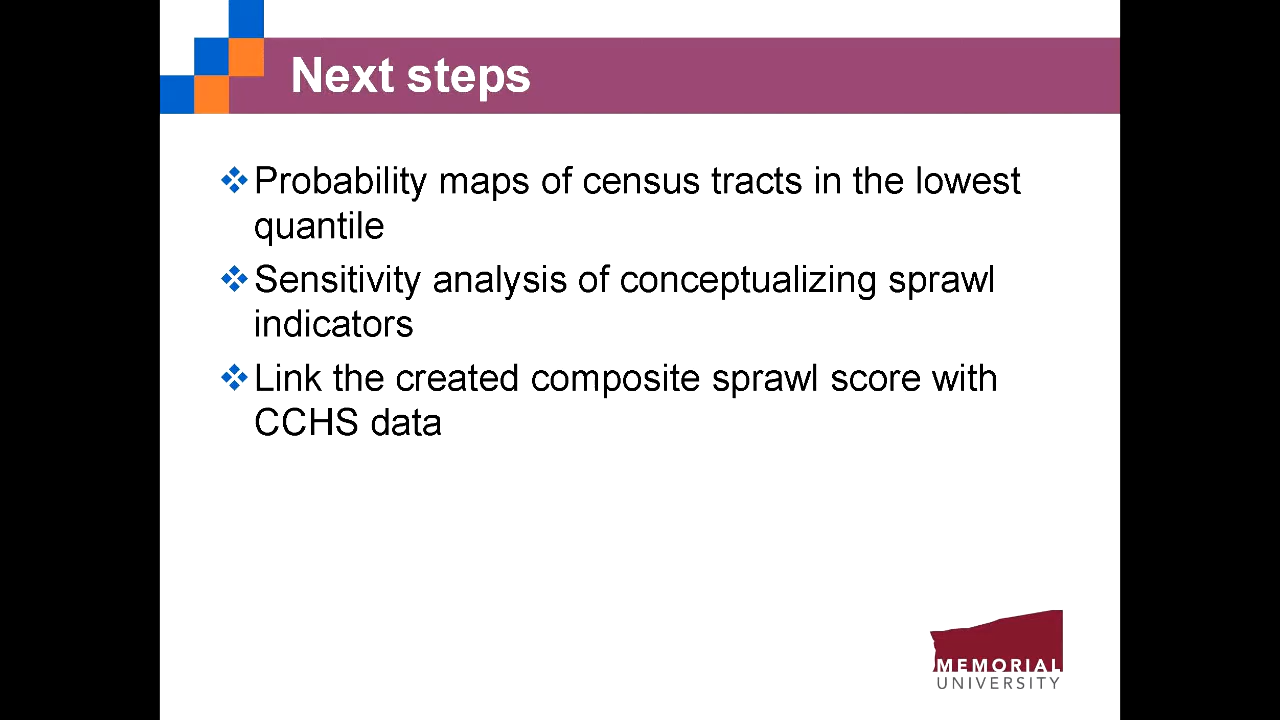 Next steps
Probability maps of census tracts in the lowest
quantile
Sensitivity analysis of conceptualizing sprawl
indicators
Link the created composite sprawl score with
CCHS data
MEMORIAL
UNIVERSITY